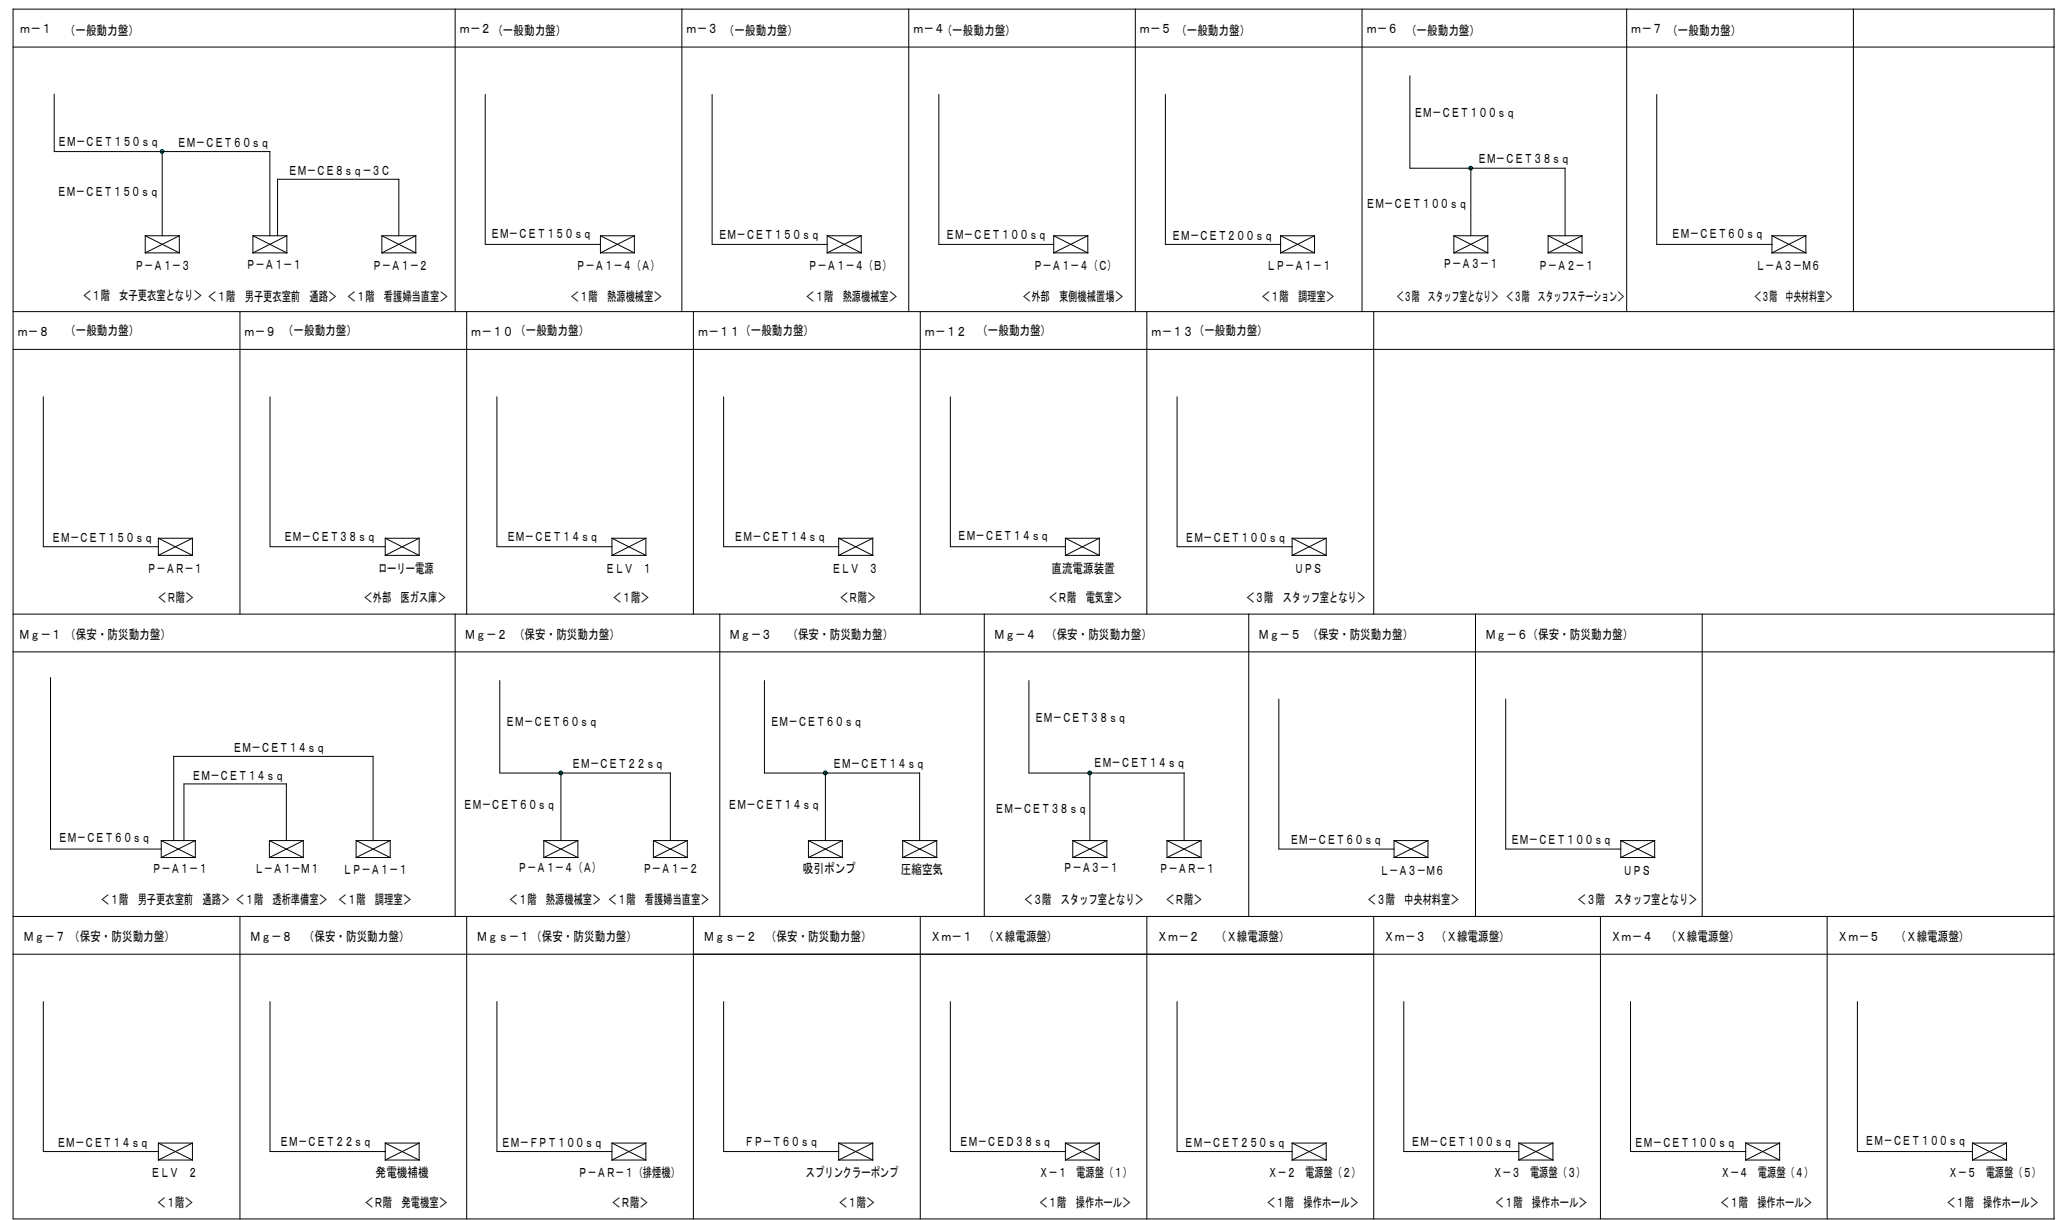 m－1　（一般動力盤）
m－2（一般動力盤）
m－3　（一般動力盤）
m－4（一般動力盤）
m－5　（一般動力盤）
m－6　（一般動力盤）
m－7　（一般動力盤）
EM－CET150sq
EM－CET60sq
EM－CE8sq－3C
EM－CET150sq
P－A1－3
P－A1－1
P－A1－2
＜1階　女子更衣室となり＞
＜1階　男子更衣室前　通路＞
＜1階　看護婦当直室＞
EM－CET150sq
P－A1－4（A）
＜1階　熱源機械室＞
EM－CET150sq
P－A1－4（B）
＜1階　熱源機械室＞
EM－CET100sq
P－A1－4（C）
＜外部　東側機械置場＞
EM－CET200sq
LP－A1－1
＜1階　調理室＞
EM－CET100sq
EM－CET38sq
EM－CET100sq
P－A3－1
P－A2－1
＜3階　スタッフ室となり＞
＜3階　スタッフステーション＞
EM－CET60sq
L－A3－M6
＜3階　中央材料室＞
m－8　（一般動力盤）
m－9　（一般動力盤）
m－10（一般動力盤）
m－11（一般動力盤）
m－12　（一般動力盤）
m－13（一般動力盤）
EM－CET150sq
P－AR－1
＜R階＞
EM－CET38sq
ローリー電源
＜外部　医ガス庫＞
EM－CET14sq
ELV　1
＜1階＞
EM－CET14sq
ELV　3
＜R階＞
EM－CET14sq
直流電源装置
＜R階　電気室＞
EM－CET100sq
UPS
＜3階　スタッフ室となり＞
Mg－1（保安・防災動力盤）
Mg－2（保安・防災動力盤）
Mg－3　（保安・防災動力盤）
Mg－4　（保安・防災動力盤）
Mg－5（保安・防災動力盤）
Mg－6（保安・防災動力盤）
EM－CET14sq
EM－CET14sq
EM－CET60sq
P－A1－1
L－A1－M1
LP－A1－1
＜1階　男子更衣室前　通路＞
＜1階　透析準備室＞
＜1階　調理室＞
EM－CET60sq
EM－CET22sq
EM－CET60sq
P－A1－4（A）
P－A1－2
＜1階　熱源機械室＞
＜1階　看護婦当直室＞
EM－CET60sq
EM－CET14sq
EM－CET14sq
吸引ポンプ
圧縮空気
EM－CET38sq
EM－CET14sq
EM－CET38sq
P－A3－1
P－AR－1
＜3階　スタッフ室となり＞
＜R階＞
EM－CET60sq
L－A3－M6
＜3階　中央材料室＞
EM－CET100sq
UPS
＜3階　スタッフ室となり＞
Mg－7（保安・防災動力盤）
Mg－8　（保安・防災動力盤）
Mgs－1（保安・防災動力盤）
Mgs－2（保安・防災動力盤）
Xm－1　（X線電源盤）
Xm－2　（X線電源盤）
Xm－3　（X線電源盤）
Xm－4　（X線電源盤）
Xm－5　（X線電源盤）
EM－CET14sq
ELV　2
＜1階＞
EM－CET22sq
発電機補機
＜R階　発電機室＞
EM－FPT100sq
P－AR－1（排煙機）
＜R階＞
FP－T60sq
スプリンクラーポンプ
＜1階＞
EM－CED38sq
X－1　電源盤（1）
＜1階　操作ホール＞
EM－CET250sq
X－2　電源盤（2）
＜1階　操作ホール＞
EM－CET100sq
X－3　電源盤（3）
＜1階　操作ホール＞
EM－CET100sq
X－4　電源盤（4）
＜1階　操作ホール＞
EM－CET100sq
X－5　電源盤（5）
＜1階　操作ホール＞